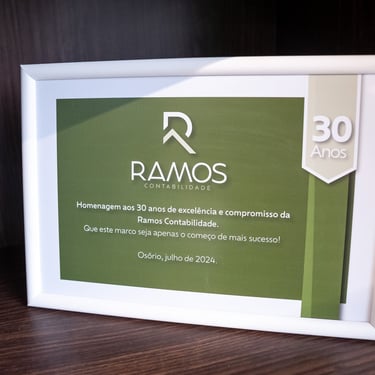 RAMOS
CONTABILIDADE
30
Anos
Homenagem aos 30 anos de excelência e compromisso da
Ramos Contabilidade.
Que este marco seja apenas o começo de mais sucesso!
Osório, julho de 2024.